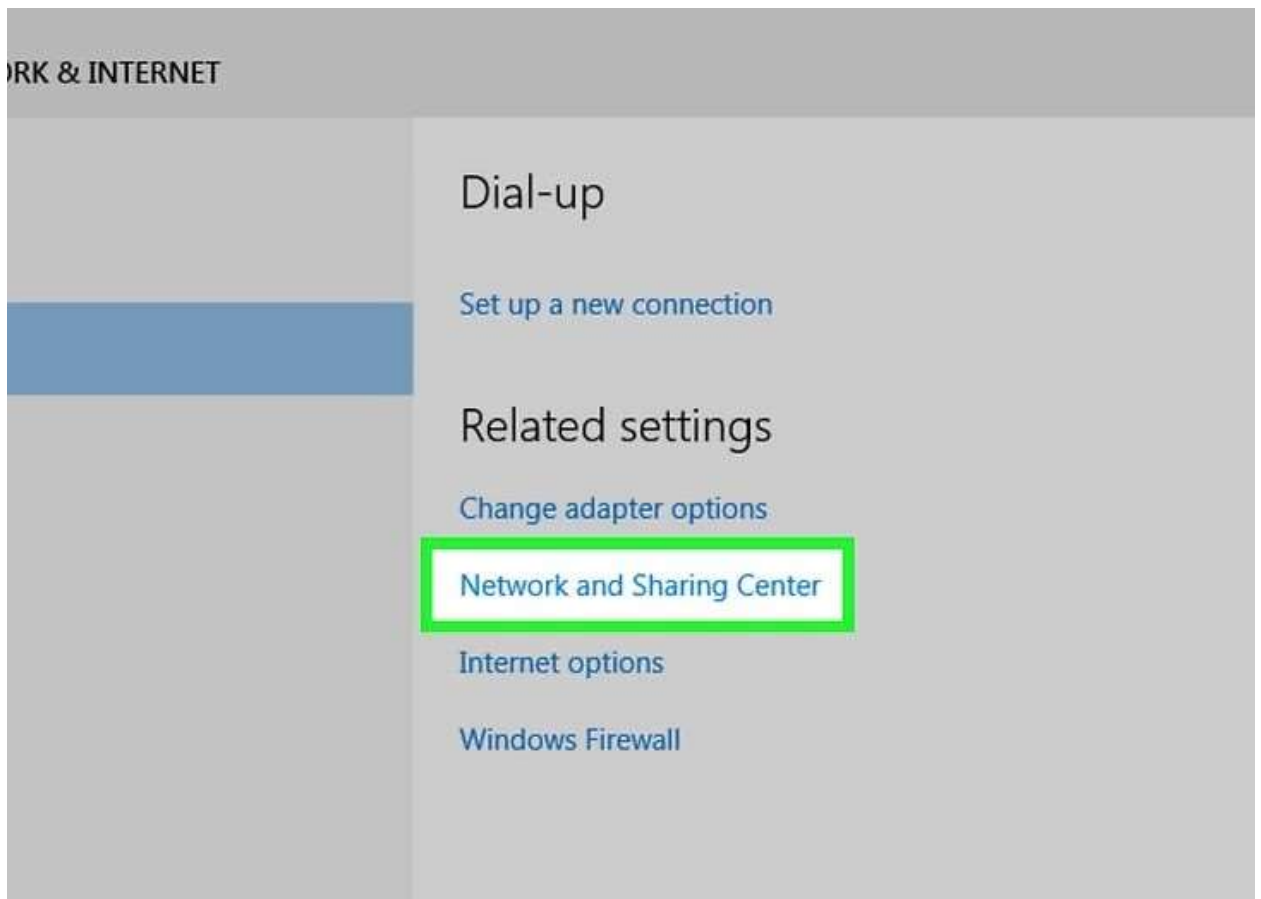 ORK & INTERNET
Dial-up
Set up a new connection
Related settings
Change adapter options
Network and Sharing Center
Internet options
Windows Firewall